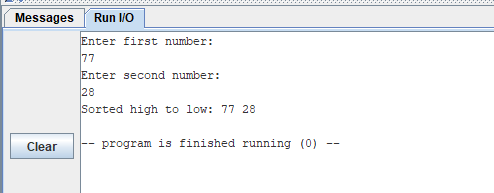 Messages Run I/O
Enter first number:
77
Enter second number:
28
Sorted high to low: 77 28
Clear
-- program is finished running (0) --